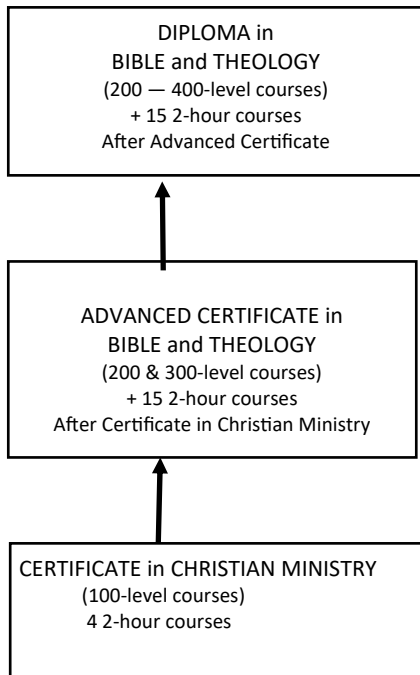 DIPLOMA in
BIBLE and THEOLOGY
(200 — 400-level courses)
+ 15 2-hour courses
After Advanced Certificate
ADVANCED CERTIFICATE in
BIBLE and THEOLOGY
(200 & 300-level courses)
+ 15 2-hour courses
After Certificate in Christian Ministry
CERTIFICATE in CHRISTIAN MINISTRY
(100-level courses)
4 2-hour courses